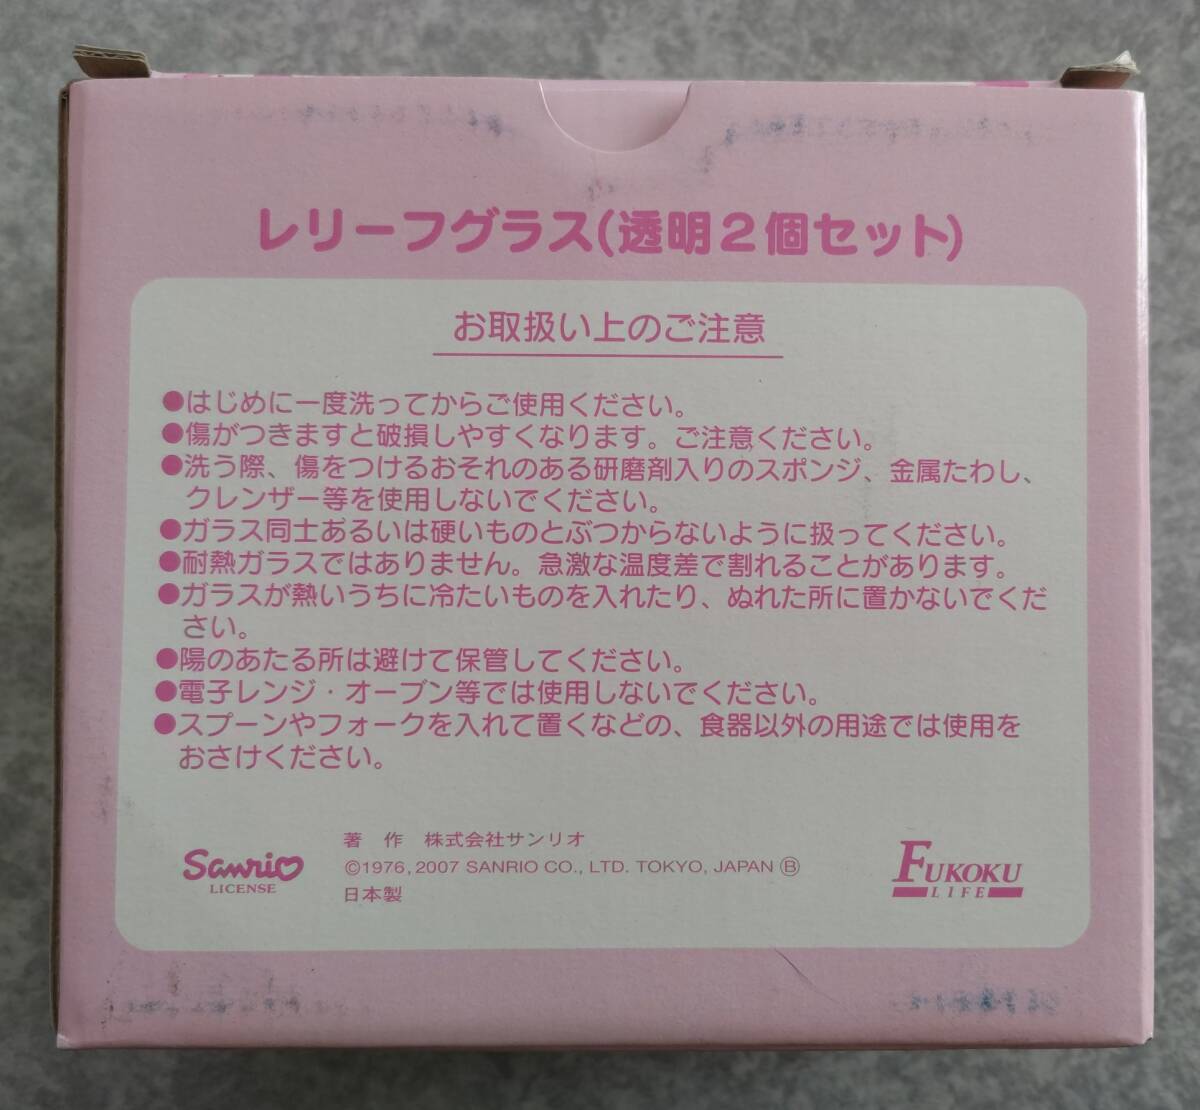 レリーフグラス(透明2個セット)
お取扱い上のご注意
●はじめに一度洗ってからご使用ください。
●傷がつきますと破損しやすくなります。ご注意ください。
●洗う際、傷をつけるおそれのある研磨剤入りのスポンジ、金属たわし、
クレンザー等を使用しないでください。
●ガラス同士あるいは硬いものとぶつからないように扱ってください。
●耐熱ガラスではありません。急激な温度差で割れることがあります。
●ガラスが熱いうちに冷たいものを入れたり、ぬれた所に置かないでくだ
さい。
●陽のあたる所は避けて保管してください。
●電子レンジ・オーブン等では使用しないでください。
●スプーンやフォークを入れて置くなどの、食器以外の用途では使用を
おさけください。
Sanrio
LICENSE
著 作 株式会社サンリオ
©1976, 2007 SANRIO CO., LTD. TOKYO, JAPAN Ⓑ
日本製
FUKOKU
LIFE